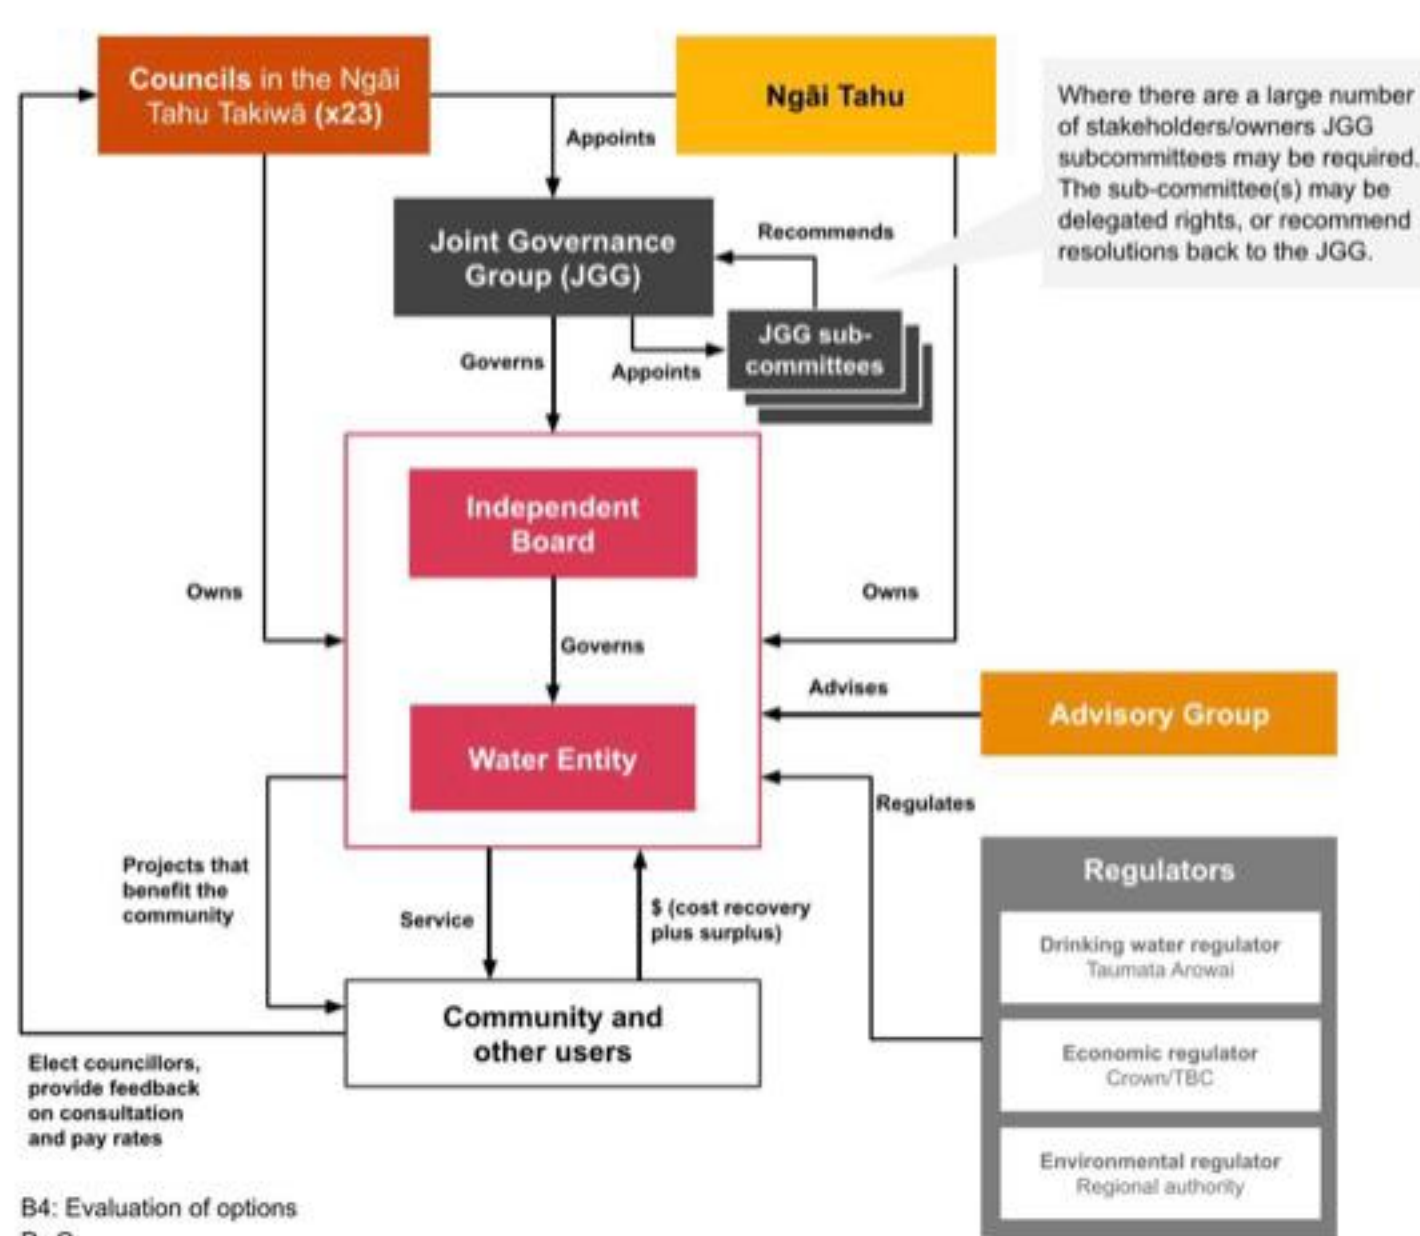 Councils in the Ngāi
Tahu Takiwā (x23)
Ngāi Tahu
Where there are a large number
of stakeholders/owners JGG
subcommittees may be required.
The sub-committee(s) may be
delegated rights, or recommend
resolutions back to the JGG.
Appoints
Joint Governance
Group (JGG)
Recommends
JGG sub-
committees
Governs
Appoints
Independent
Board
Owns
Owns
Governs
Advises
Advisory Group
Water Entity
Regulates
Projects that
benefit the
community
Service
$ (cost recovery
plus surplus)
Regulators
Drinking water regulator
Taumata Arowai
Economic regulator
Crown/TBC
Environmental regulator
Regional authority
Community and
other users
Elect councillors,
provide feedback
on consultation
and pay rates
B4: Evaluation of options